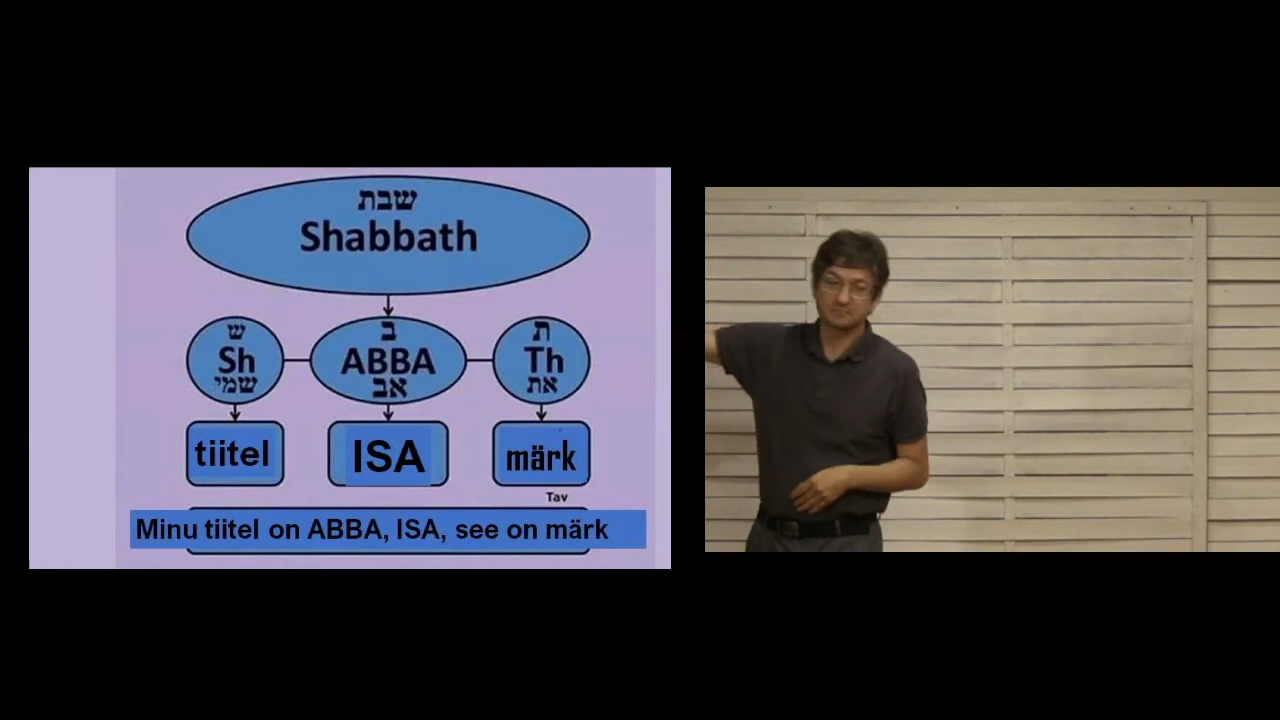 שבת
Shabbath
ש
Sh
שמי
ב
ABBA
אב
ת
Th
את
tiitel
ISA
märk
Tav
Minu tiitel on ABBA, ISA, see on märk